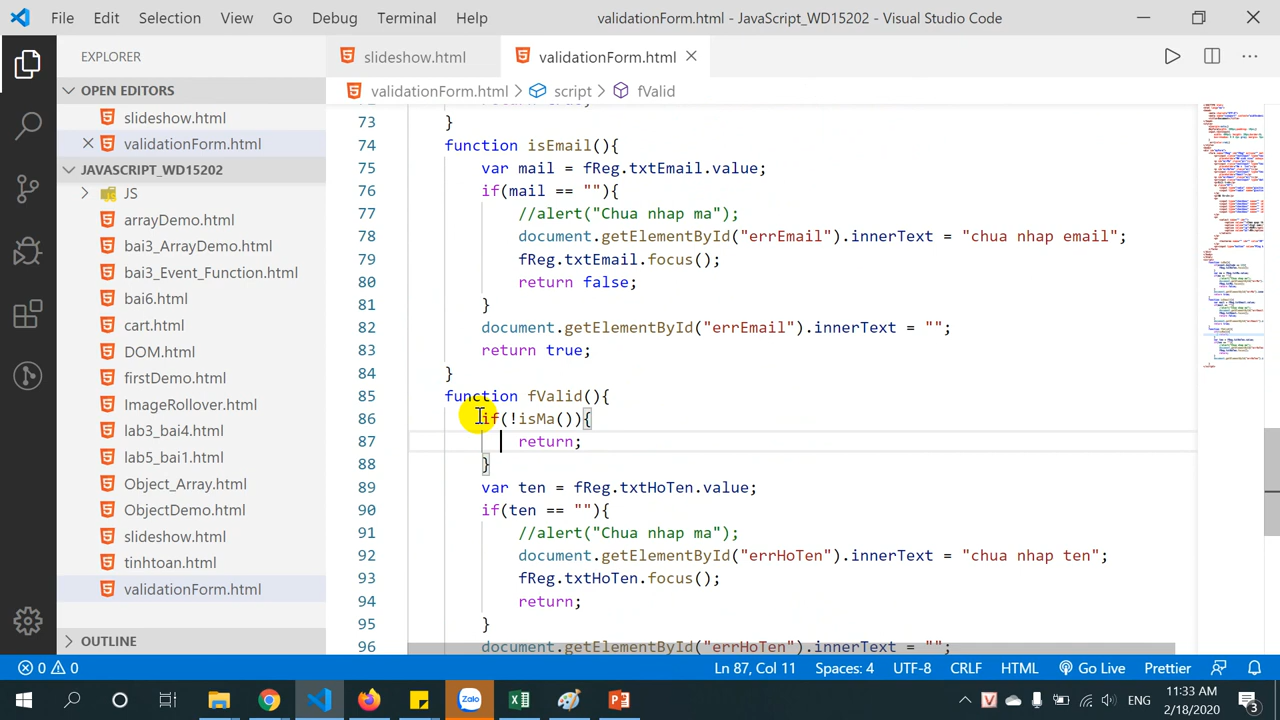 File Edit Selection View Go Debug Terminal Help validationForm.html - JavaScript_WD15202 - Visual Studio Code
EXPLORER
slideshow.html validationForm.html
OPEN EDITORS
validationForm.html > script > fValid
slideshow.html
validationForm.html
JAVASCRIPT_WD15202
JS
arrayDemo.html
bai3_ArrayDemo.html
bai3_Event_Function.html
bai6.html
cart.html
DOM.html
firstDemo.html
ImageRollover.html
lab3_bai4.html
lab5_bai1.html
Object_Array.html
ObjectDemo.html
slideshow.html
tinhtoan.html
validationForm.html
OUTLINE
73 }
74 function isEmail(){
75 var mail = fReg.txtEmail.value;
76 if(mail == ""){
77 //alert("Chua nhap ma");
78 document.getElementById("errEmail").innerText = "chua nhap email";
79 fReg.txtEmail.focus();
80 return false;
81 }
82 document.getElementById("errEmail").innerText = "";
83 return true;
84 }
85 function fValid(){
86 if(!isMa()){
87 return;
88 }
89 var ten = fReg.txtHoTen.value;
90 if(ten == ""){
91 //alert("Chua nhap ma");
92 document.getElementById("errHoTen").innerText = "chua nhap ten";
93 fReg.txtHoTen.focus();
94 return;
95 }
96 document.getElementById("errHoTen").innerText = "";
0 0 Ln 87, Col 11 Spaces: 4 UTF-8 CRLF HTML Go Live Prettier
Zalo ENG 11:33 AM
2/18/2020 3